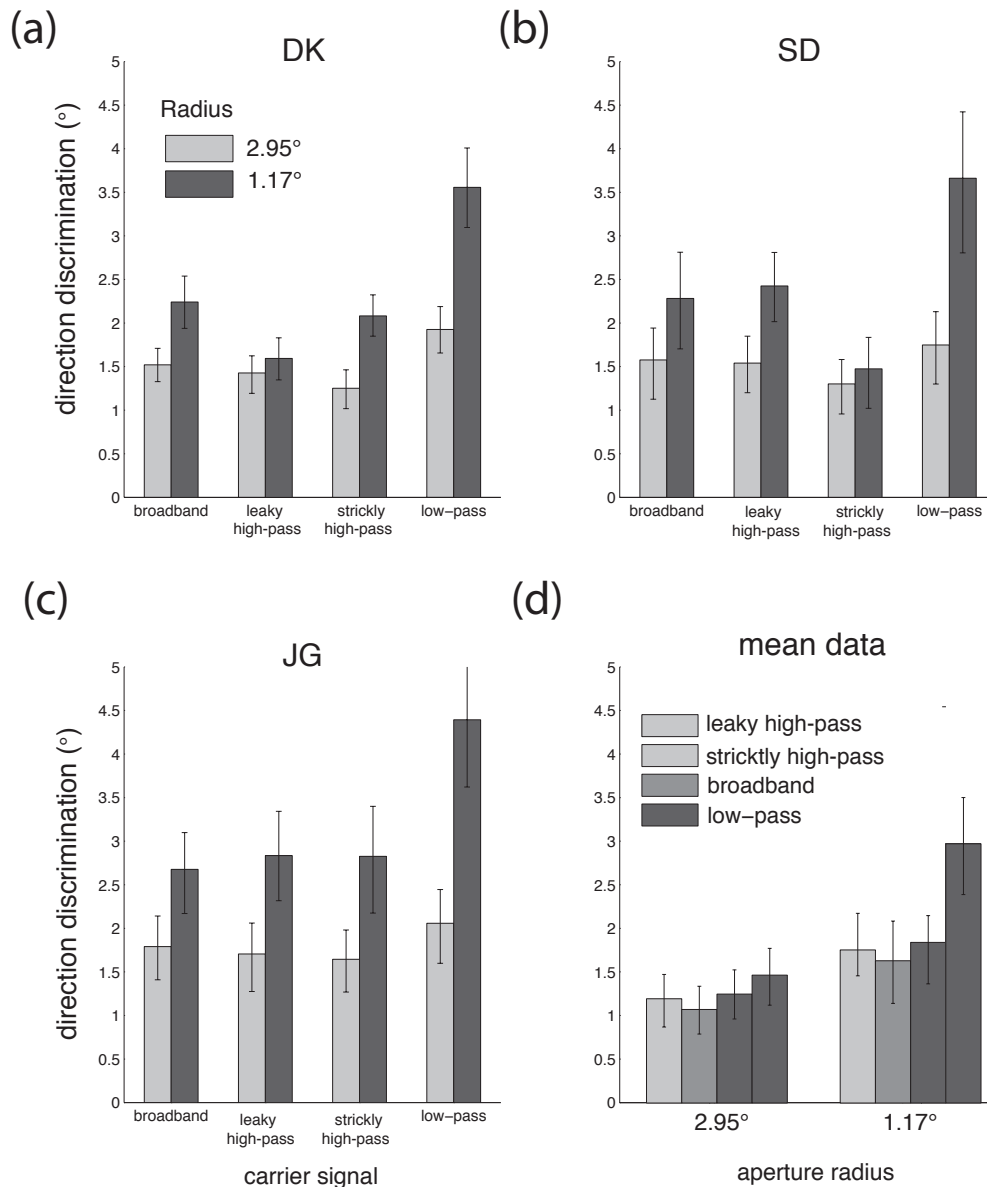 (a)
DK
5
4.5
4
3.5
3
2.5
2
1.5
1
0.5
0
direction discrimination (°)
Radius
2.95°
1.17°
broadband
leaky
high-pass
strickly
high-pass
low−pass
(b)
SD
5
4.5
4
3.5
3
2.5
2
1.5
1
0.5
0
broadband
leaky
high-pass
strickly
high-pass
low−pass
(c)
JG
5
4.5
4
3.5
3
2.5
2
1.5
1
0.5
0
direction discrimination (°)
broadband
leaky
high-pass
strickly
high-pass
low−pass
carrier signal
(d)
mean data
5
4.5
4
3.5
3
2.5
2
1.5
1
0.5
0
leaky high-pass
stricktly high-pass
broadband
low−pass
2.95°
1.17°
aperture radius